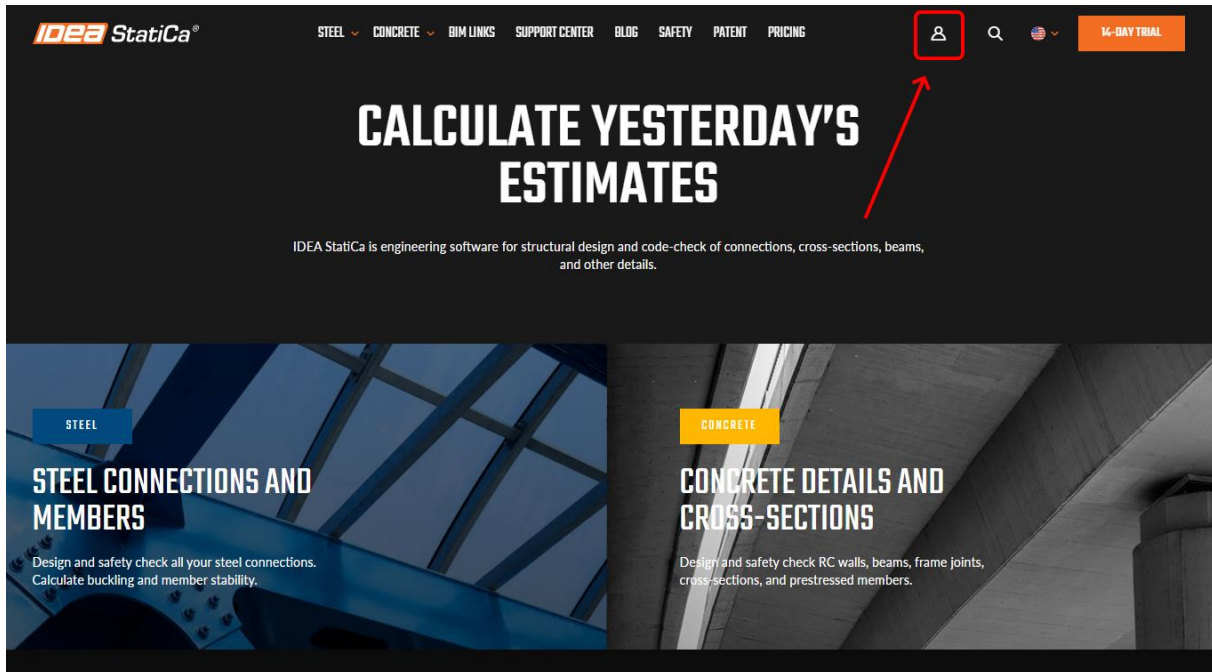 IDEA StatiCa®
STEEL CONCRETE BIM LINKS SUPPORT CENTER BLOG SAFETY PATENT PRICING
14-DAY TRIAL
CALCULATE YESTERDAY'S
ESTIMATES
IDEA StatiCa is engineering software for structural design and code-check of connections, cross-sections, beams,
and other details.
STEEL
STEEL CONNECTIONS AND
MEMBERS
Design and safety check all your steel connections.
Calculate buckling and member stability.
CONCRETE
CONCRETE DETAILS AND
CROSS-SECTIONS
Design and safety check RC walls, beams, frame joints,
cross-sections, and prestressed members.